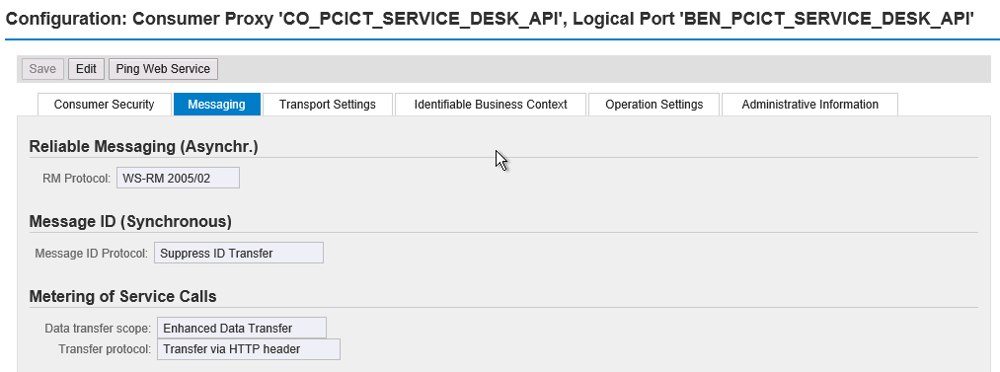 Configuration: Consumer Proxy 'CO_PCICT_SERVICE_DESK_API', Logical Port 'BEN_PCICT_SERVICE_DESK_API'
Save Edit Ping Web Service
Consumer Security Messaging Transport Settings Identifiable Business Context Operation Settings Administrative Information
Reliable Messaging (Asynchr.)
RM Protocol: WS-RM 2005/02
Message ID (Synchronous)
Message ID Protocol: Suppress ID Transfer
Metering of Service Calls
Data transfer scope: Enhanced Data Transfer
Transfer protocol: Transfer via HTTP header